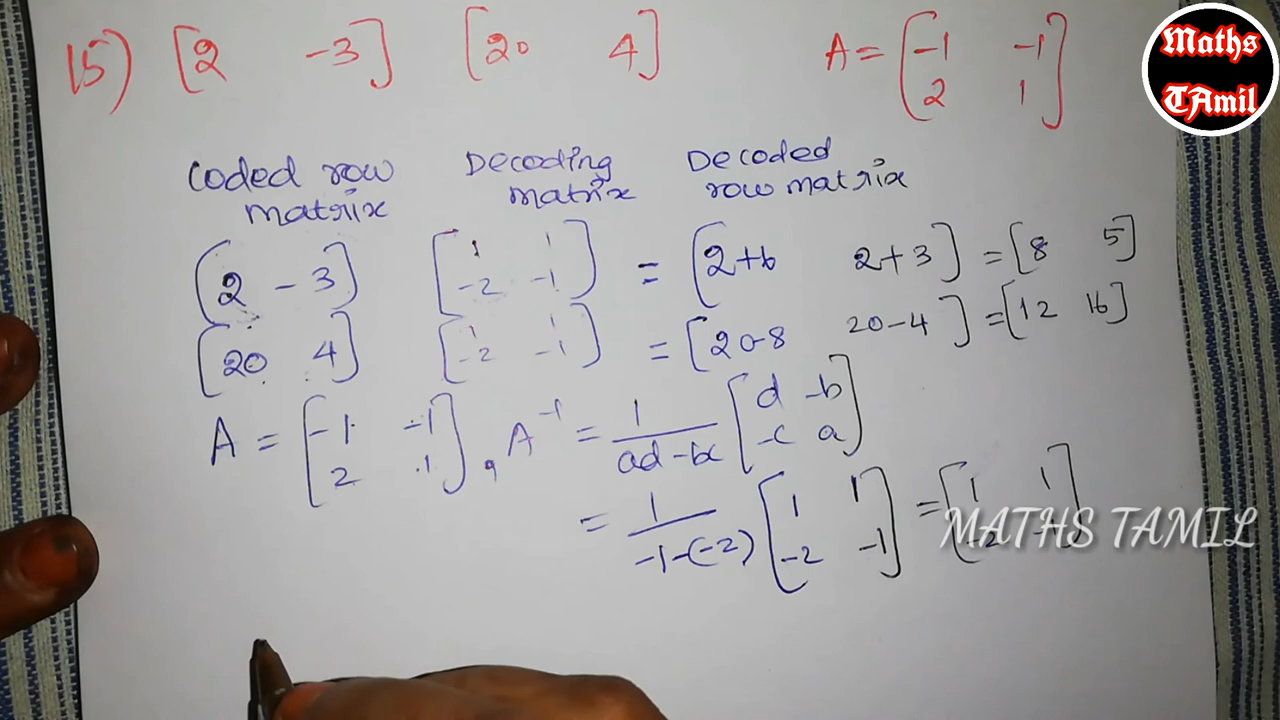 15) [2 -3] [20 4] A = [-1 -1
2 1]
Maths
TAmil
Coded row
matrix
Decoding
matrix
Decoded
row matrix
[2 -3] [1 1
-2 -1] = [2+6 2+3] = [8 5]
[20 4] [1 1
-2 -1] = [20-8 20-4] = [12 16]
A = [-1 -1
2 1], A⁻¹ = 1/(ad-bc) [d -b
-c a]
= 1/(-1-(-2)) [1 1
-2 -1] = [1 1
-2 -1]
MATHS TAMIL